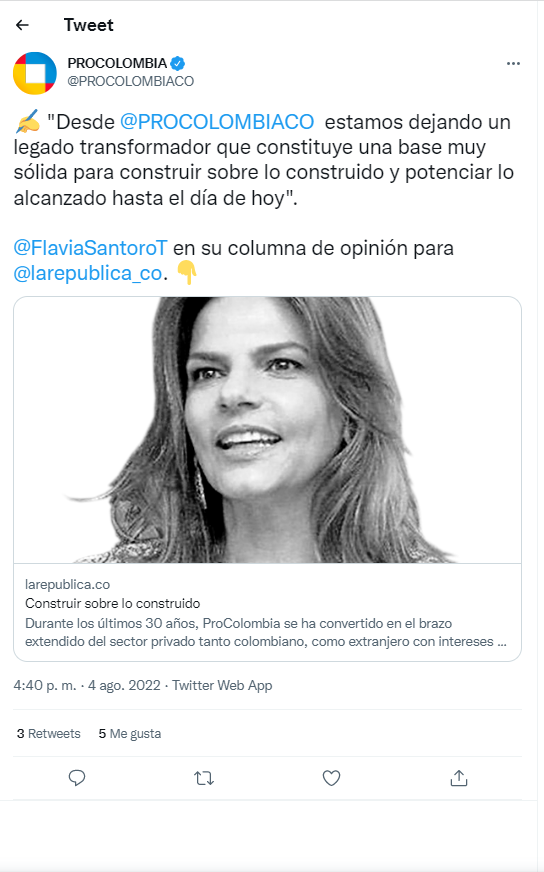 Tweet
PROCOLOMBIA
@PROCOLOMBIACO
"Desde @PROCOLOMBIACO estamos dejando un
legado transformador que constituye una base muy
sólida para construir sobre lo construido y potenciar lo
alcanzado hasta el día de hoy".
@FlaviaSantoroT en su columna de opinión para
@larepublica_co.
larepublica.co
Construir sobre lo construido
Durante los últimos 30 años, ProColombia se ha convertido en el brazo
extendido del sector privado tanto colombiano, como extranjero con intereses ...
4:40 p. m. · 4 ago. 2022 · Twitter Web App
3 Retweets 5 Me gusta